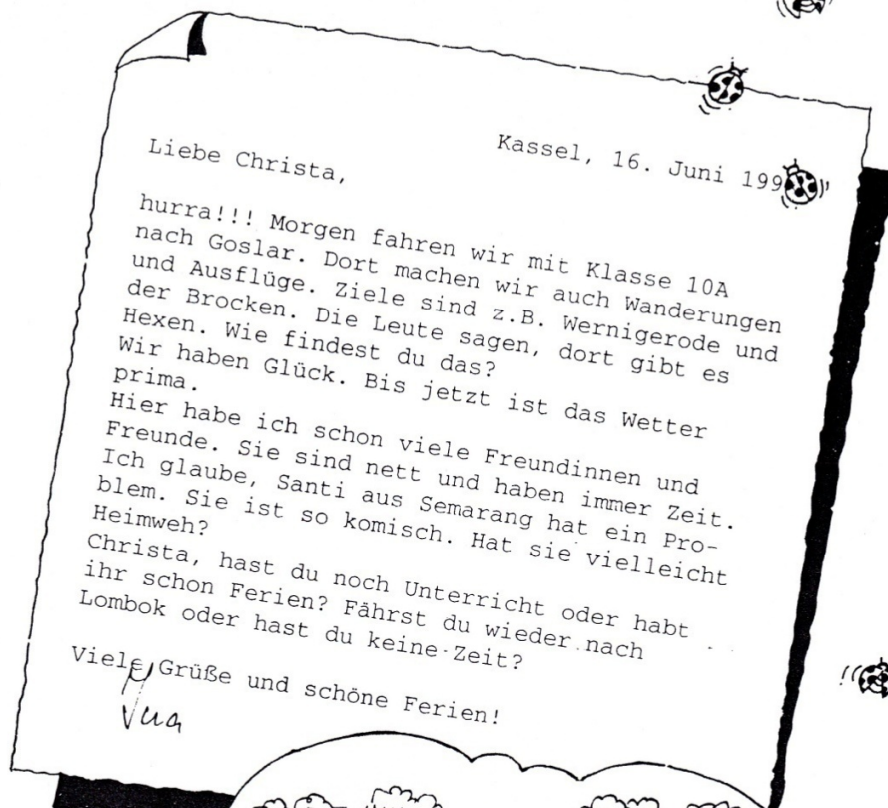 Kassel, 16. Juni 199
Liebe Christa,
hurra!!! Morgen fahren wir mit Klasse 10A
nach Goslar. Dort machen wir auch Wanderungen
und Ausflüge. Ziele sind z.B. Wernigerode und
der Brocken. Die Leute sagen, dort gibt es
Hexen. Wie findest du das?
Wir haben Glück. Bis jetzt ist das Wetter
prima.
Hier habe ich schon viele Freundinnen und
Freunde. Sie sind nett und haben immer Zeit.
Ich glaube, Santi aus Semarang hat ein Pro-
blem. Sie ist so komisch. Hat sie vielleicht
Heimweh?
Christa, hast du noch Unterricht oder habt
ihr schon Ferien? Fährst du wieder nach
Lombok oder hast du keine Zeit?
Viele Grüße und schöne Ferien!